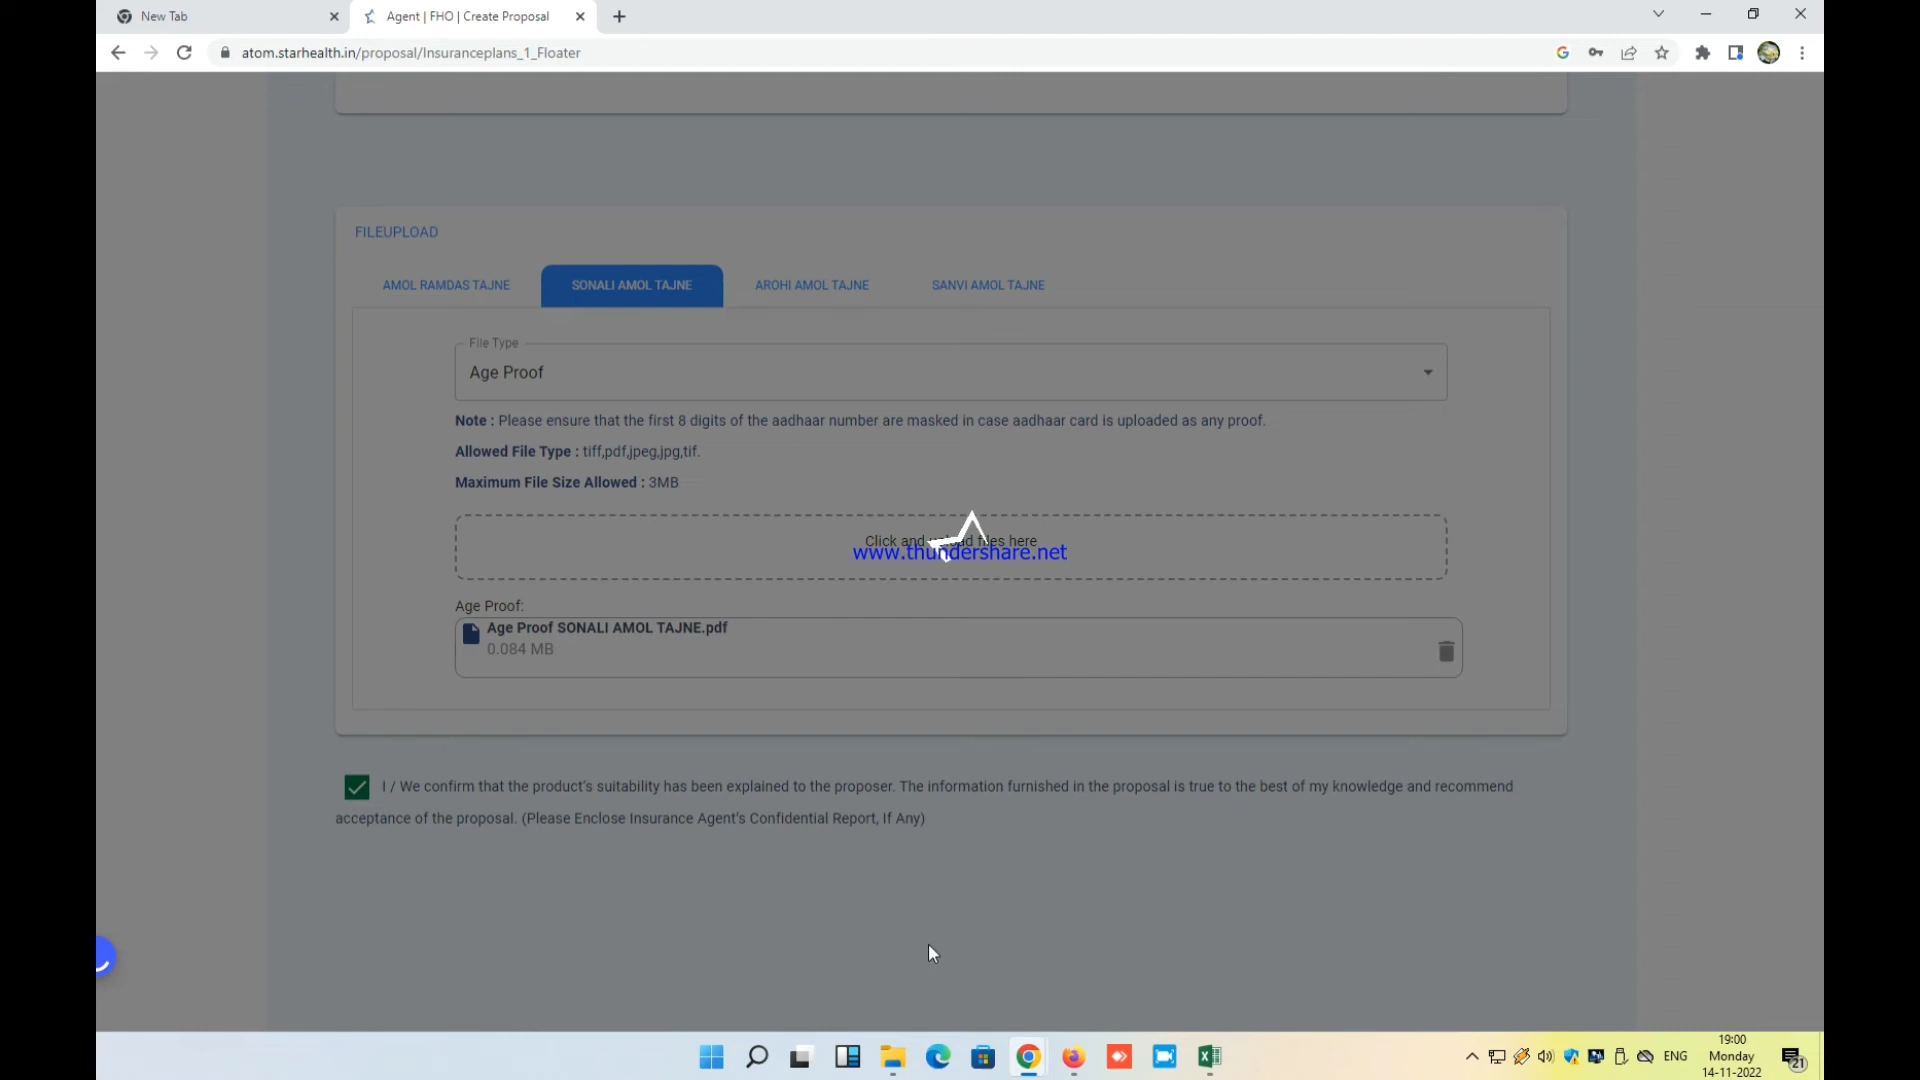 New Tab
Agent | FHO | Create Proposal
atom.starhealth.in/proposal/Insuranceplans_1_Floater
FILEUPLOAD
AMOL RAMDAS TAJNE
SONALI AMOL TAJNE
AROHI AMOL TAJNE
SANVI AMOL TAJNE
File Type
Age Proof
Note : Please ensure that the first 8 digits of the aadhaar number are masked in case aadhaar card is uploaded as any proof.
Allowed File Type : tiff,pdf,jpeg,jpg,tif.
Maximum File Size Allowed : 3MB
Click and upload files here
www.thundershare.net
Age Proof:
Age Proof SONALI AMOL TAJNE.pdf
0.084 MB
I / We confirm that the product's suitability has been explained to the proposer. The information furnished in the proposal is true to the best of my knowledge and recommend
acceptance of the proposal. (Please Enclose Insurance Agent's Confidential Report, If Any)
ENG
19:00
Monday
14-11-2022
21